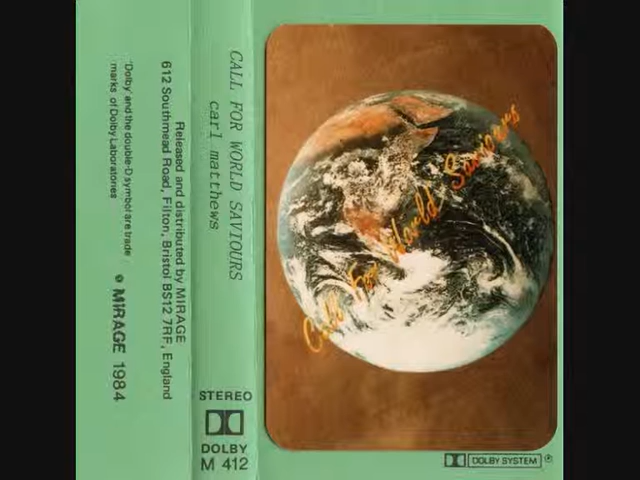 'Dolby' and the double-D symbol are trade
marks of Dolby Laboratories
℗ MIRAGE 1984
Released and distributed by MIRAGE
612 Southmead Road, Filton, Bristol BS12 7RF, England
CALL FOR WORLD SAVIOURS
carl matthews
STEREO
DOLBY
M 412
Call For World Saviours
DOLBY SYSTEM